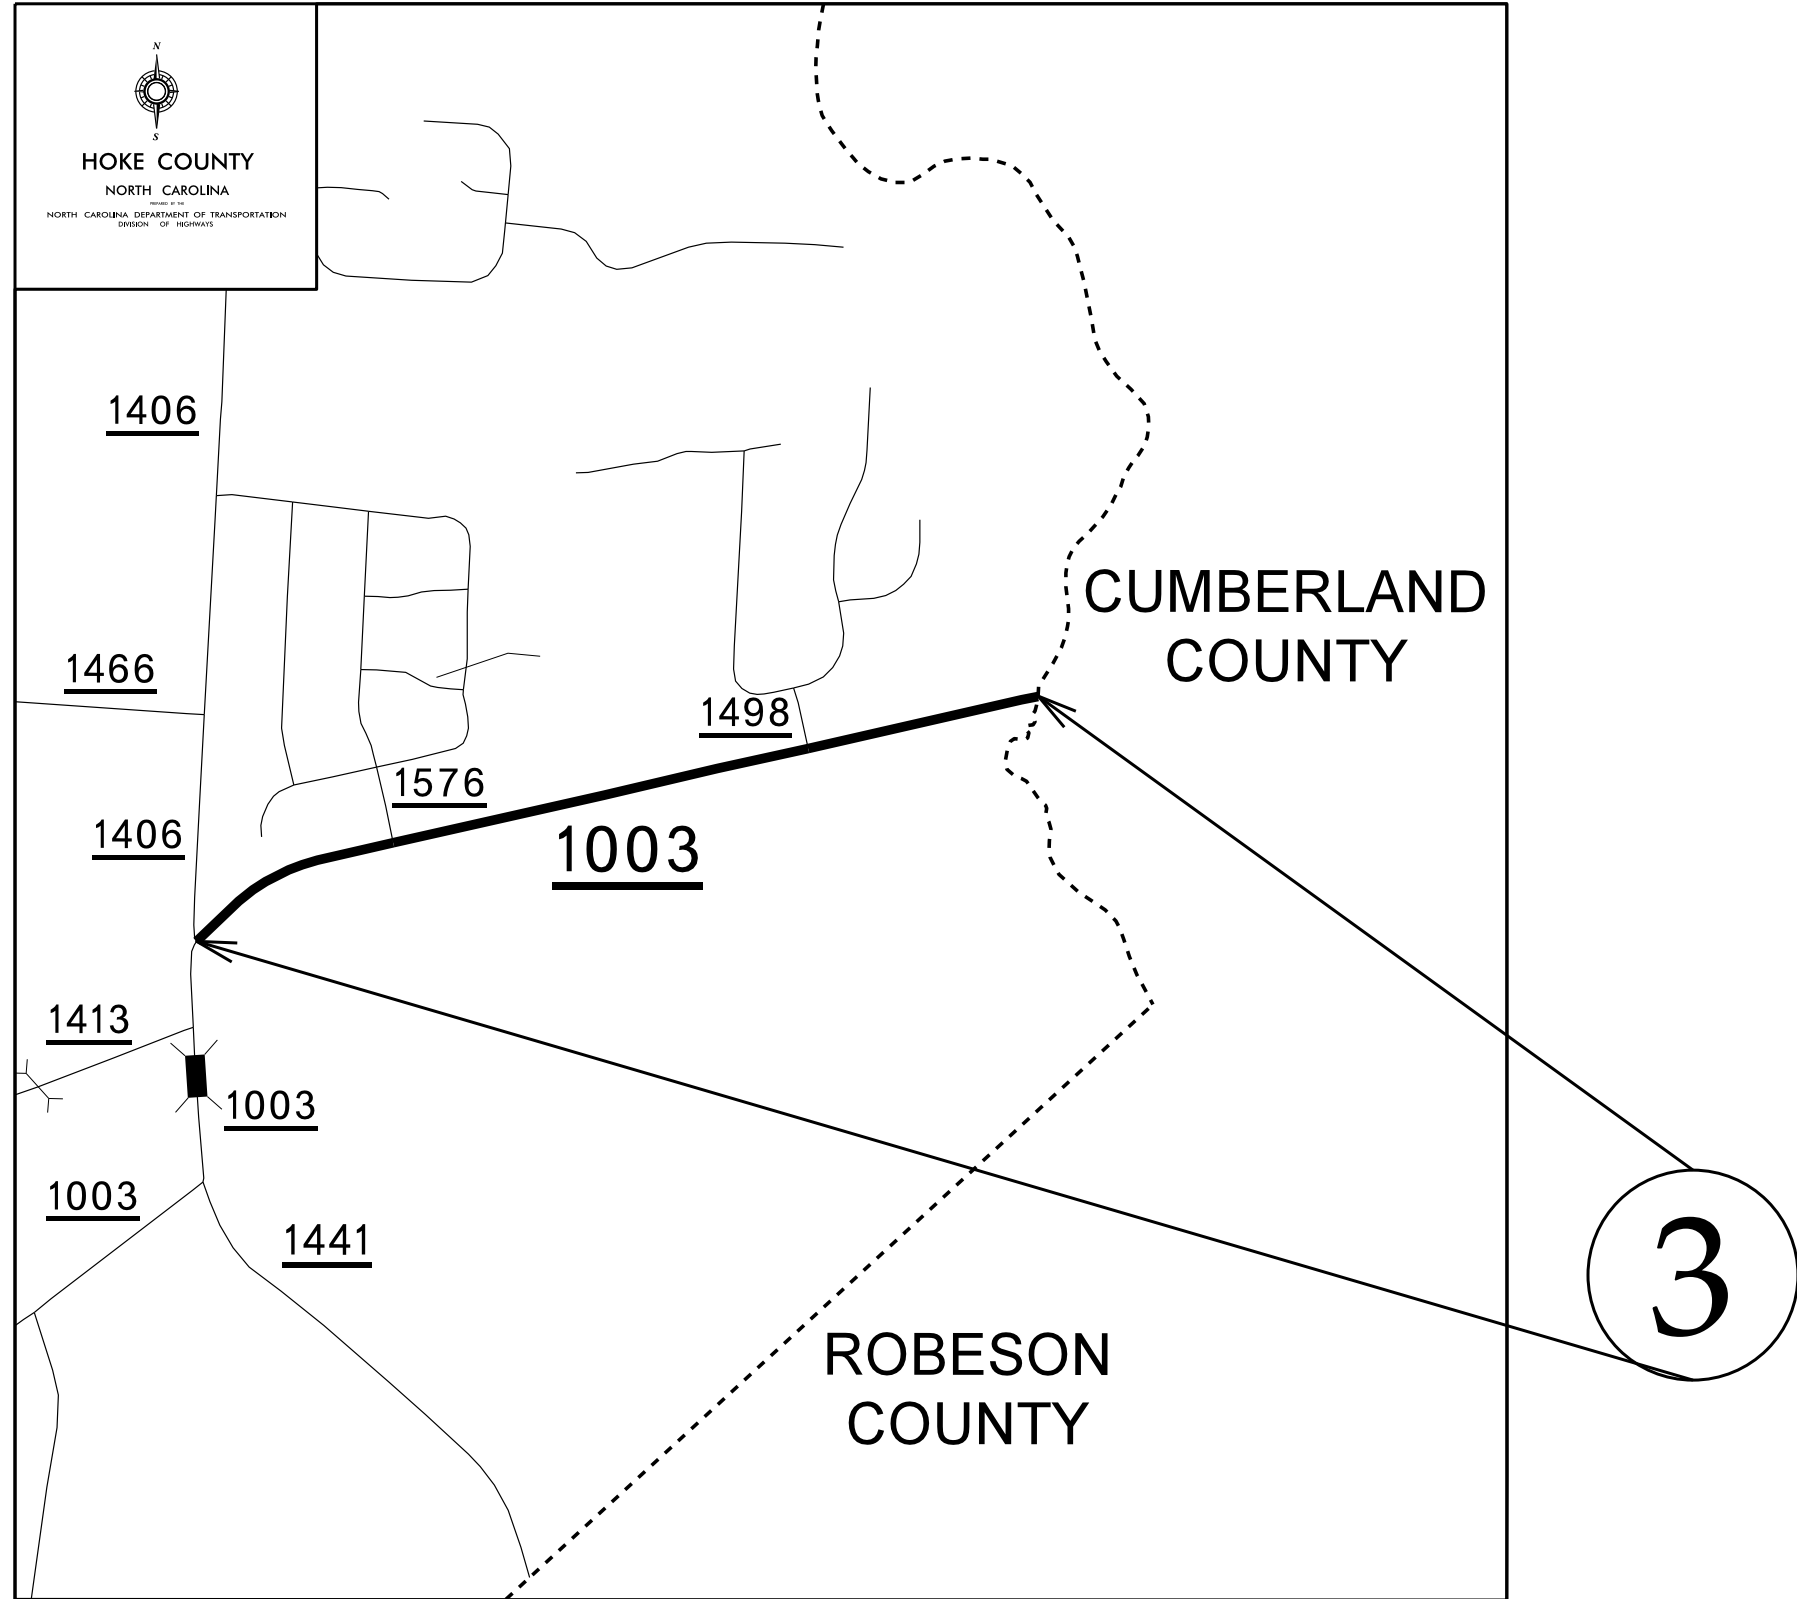 N
S
HOKE COUNTY
NORTH CAROLINA
PREPARED BY THE
NORTH CAROLINA DEPARTMENT OF TRANSPORTATION
DIVISION OF HIGHWAYS
1406
CUMBERLAND
COUNTY
1466
1498
1576
1406
1003
1413
1003
1003
1441
3
ROBESON
COUNTY